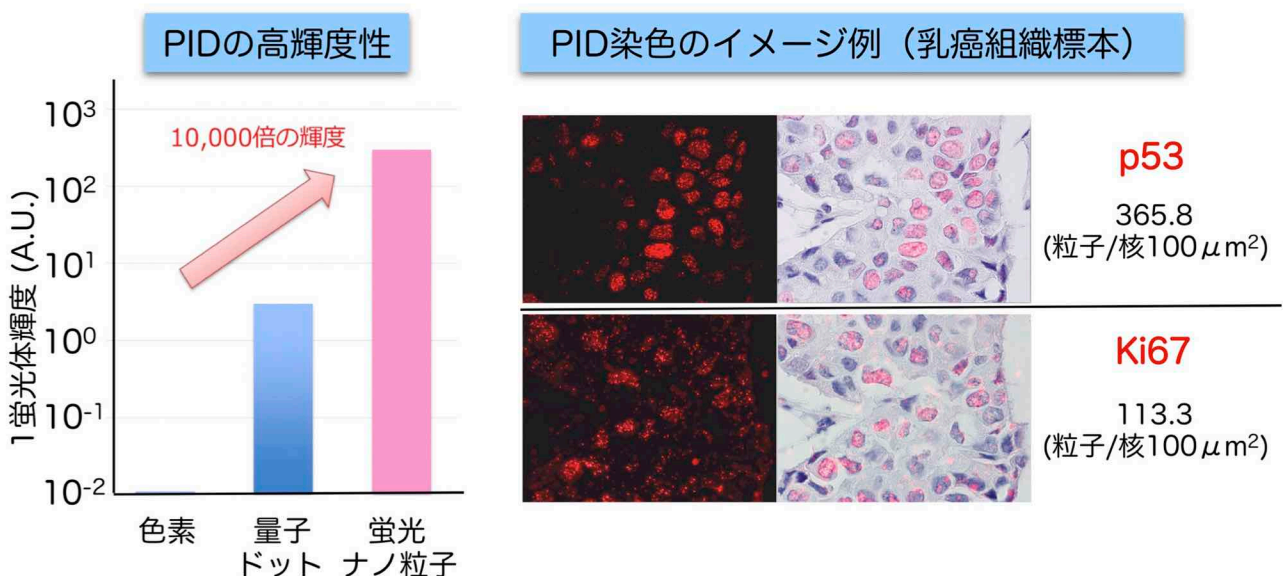 PIDの高輝度性
10³
10²
10¹
10⁰
10⁻¹
10⁻²
1蛍光体輝度 (A.U.)
10,000倍の輝度
色素
量子
ドット
蛍光
ナノ粒子
PID染色のイメージ例（乳癌組織標本）
p53
365.8
(粒子/核100μm²)
Ki67
113.3
(粒子/核100μm²)